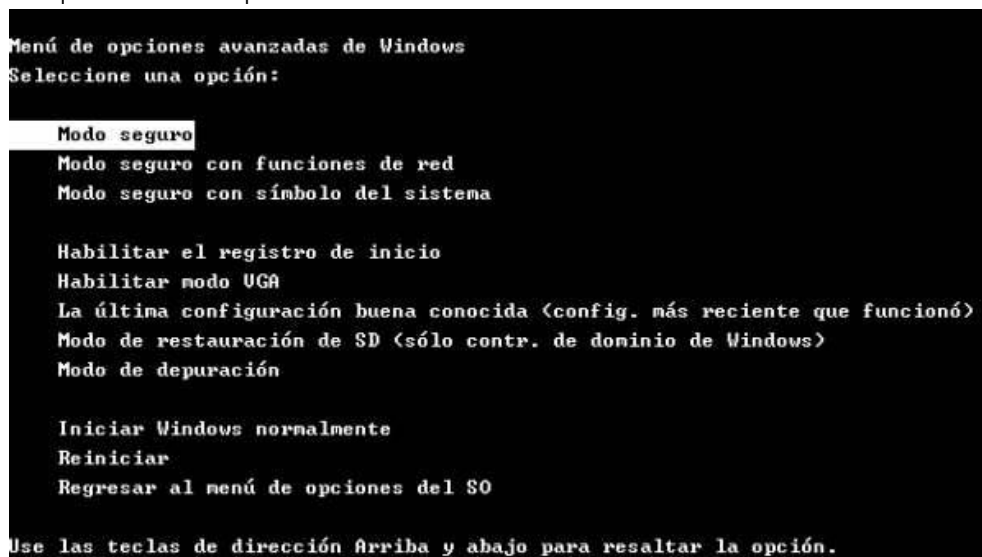 Menú de opciones avanzadas de Windows
Seleccione una opción:
Modo seguro
Modo seguro con funciones de red
Modo seguro con símbolo del sistema
Habilitar el registro de inicio
Habilitar modo VGA
La última configuración buena conocida (config. más reciente que funcionó)
Modo de restauración de SD (sólo contr. de dominio de Windows)
Modo de depuración
Iniciar Windows normalmente
Reiniciar
Regresar al menú de opciones del SO
Use las teclas de dirección Arriba y abajo para resaltar la opción.